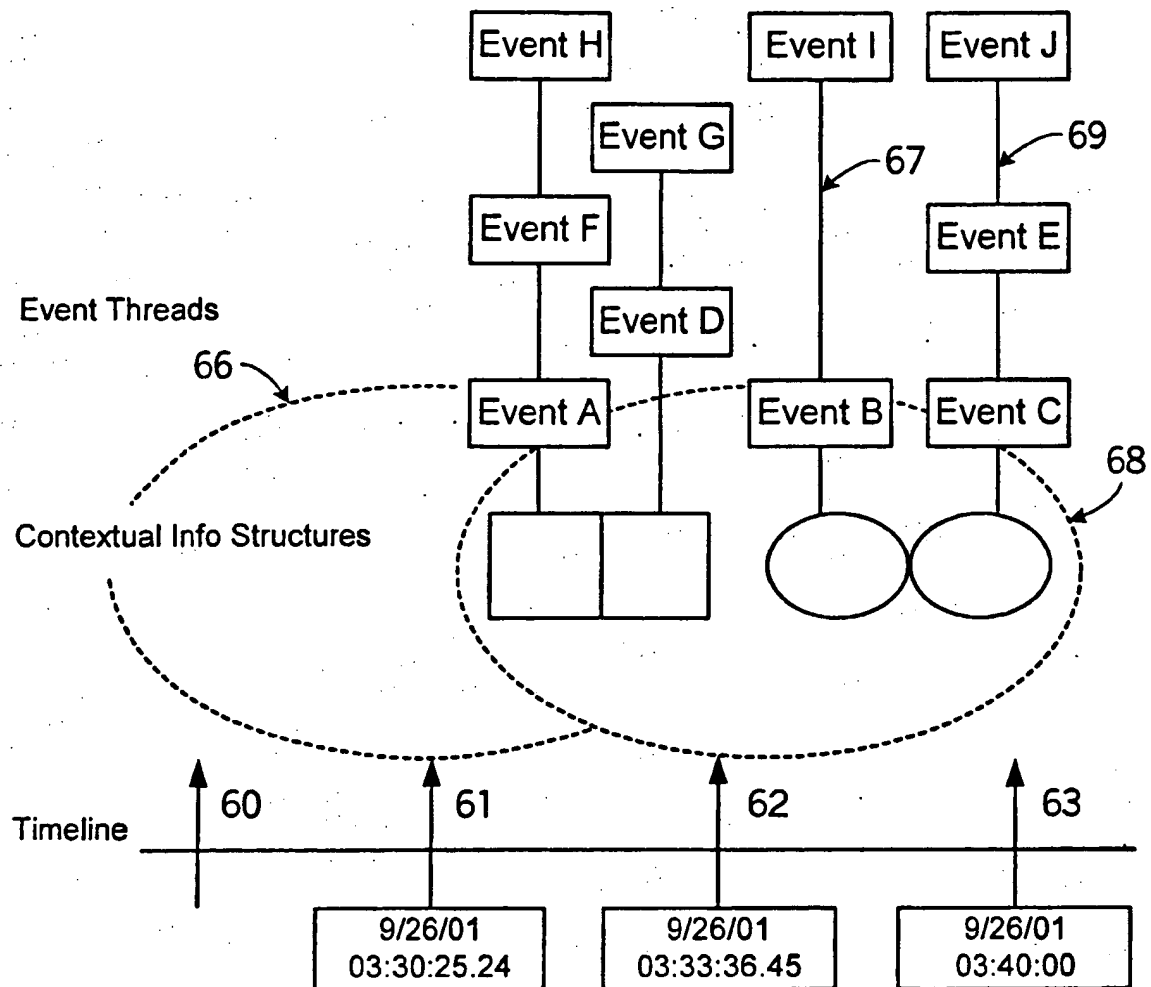 Event H
Event I
Event J
Event G
69
67
Event F
Event E
Event Threads
Event D
66
Event A
Event B
Event C
68
Contextual Info Structures
60
61
62
63
Timeline
9/26/01
03:30:25.24
9/26/01
03:33:36.45
9/26/01
03:40:00